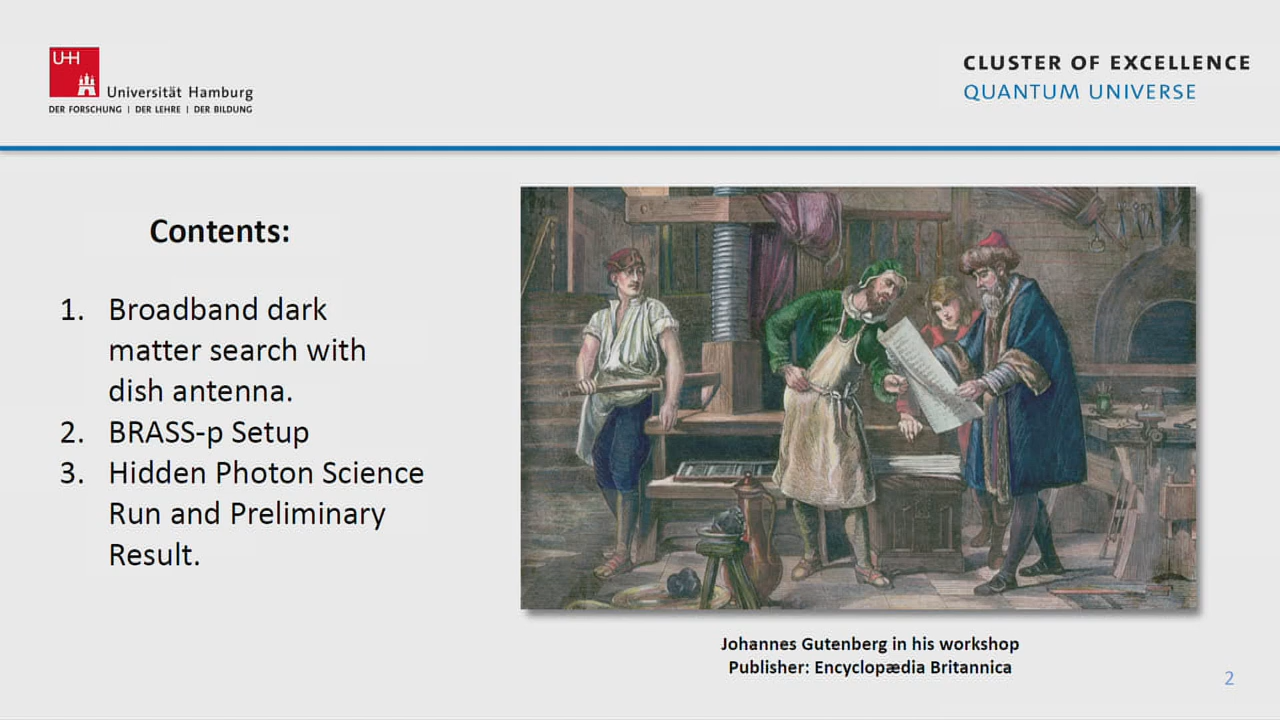 UHH
Universität Hamburg
DER FORSCHUNG | DER LEHRE | DER BILDUNG
CLUSTER OF EXCELLENCE
QUANTUM UNIVERSE
Contents:
1. Broadband dark
matter search with
dish antenna.
2. BRASS-p Setup
3. Hidden Photon Science
Run and Preliminary
Result.
Johannes Gutenberg in his workshop
Publisher: Encyclopædia Britannica
2